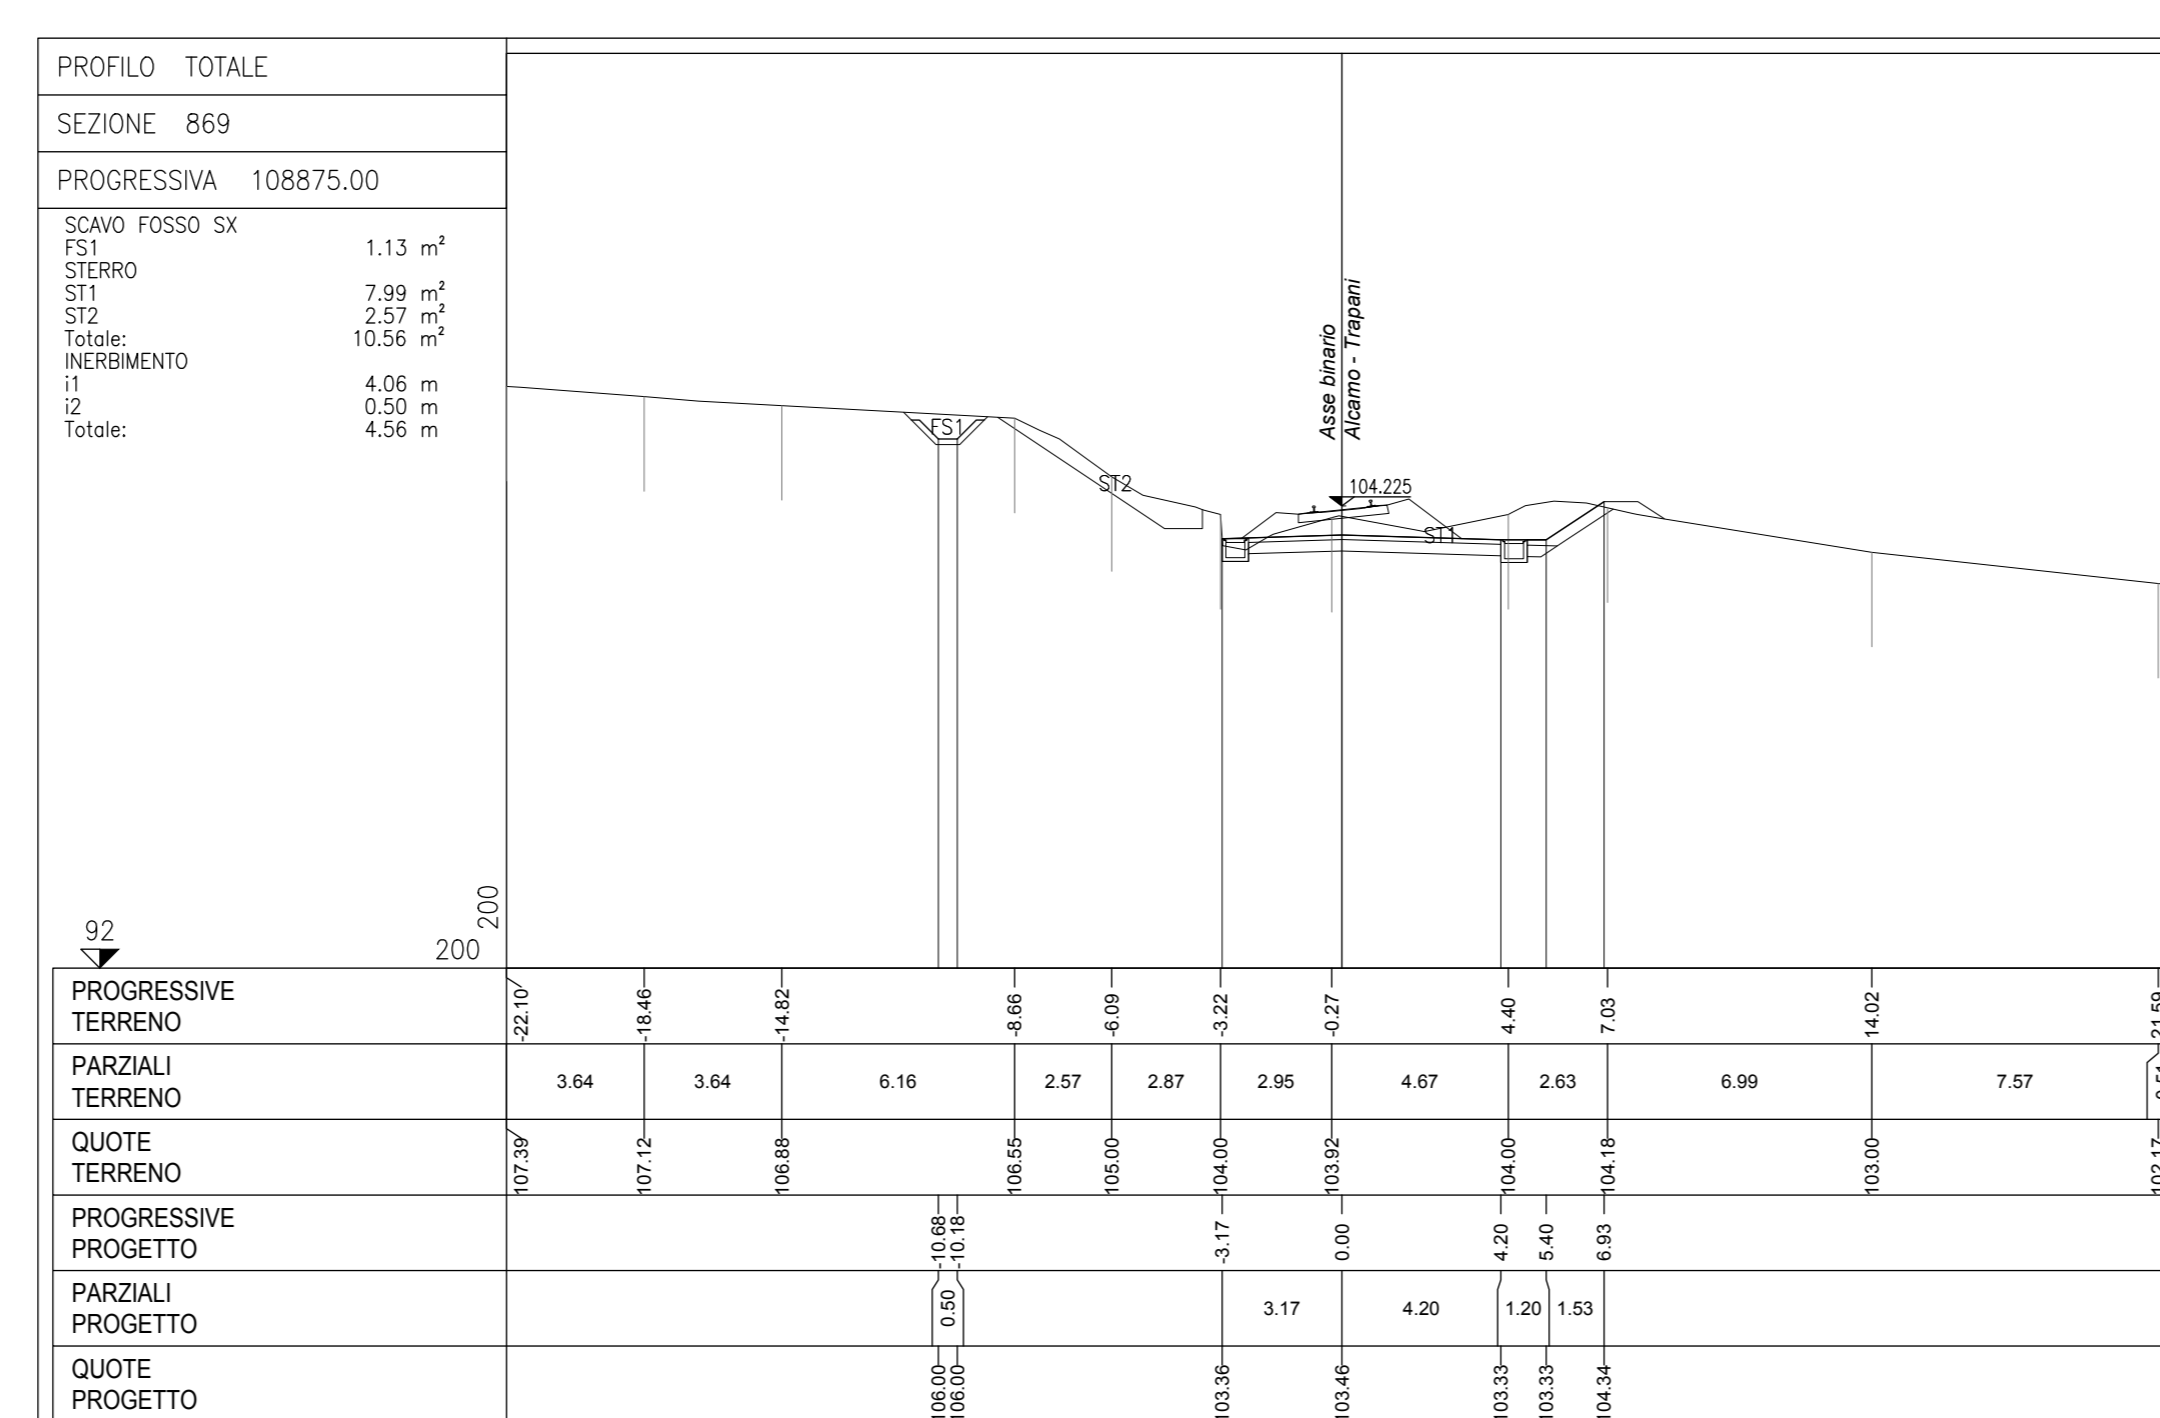 PROFILO TOTALE
SEZIONE 869
PROGRESSIVA 108875.00
SCAVO FOSSO SX
FS1 1.13 m²
STERRO
ST1 7.99 m²
ST2 2.57 m²
Totale: 10.56 m²
INERBIMENTO
i1 4.06 m
i2 0.50 m
Totale: 4.56 m
Asse binario
Alcamo - Trapani
104.225
FS1
ST2
ST1
92
200
200
PROGRESSIVE
TERRENO
-22.10 -18.46 -14.82 -8.66 -6.09 -3.22 -0.27 4.40 7.03 14.02 21.59
PARZIALI
TERRENO
3.64 3.64 6.16 2.57 2.87 2.95 4.67 2.63 6.99 7.57
QUOTE
TERRENO
107.39 107.12 106.88 106.55 105.00 104.00 103.92 104.00 104.18 103.00 102.17
PROGRESSIVE
PROGETTO
-10.68 -10.18 -3.17 0.00 4.20 5.40 6.93
PARZIALI
PROGETTO
0.50 3.17 4.20 1.20 1.53
QUOTE
PROGETTO
106.00 106.00 103.36 103.46 103.33 103.33 104.34